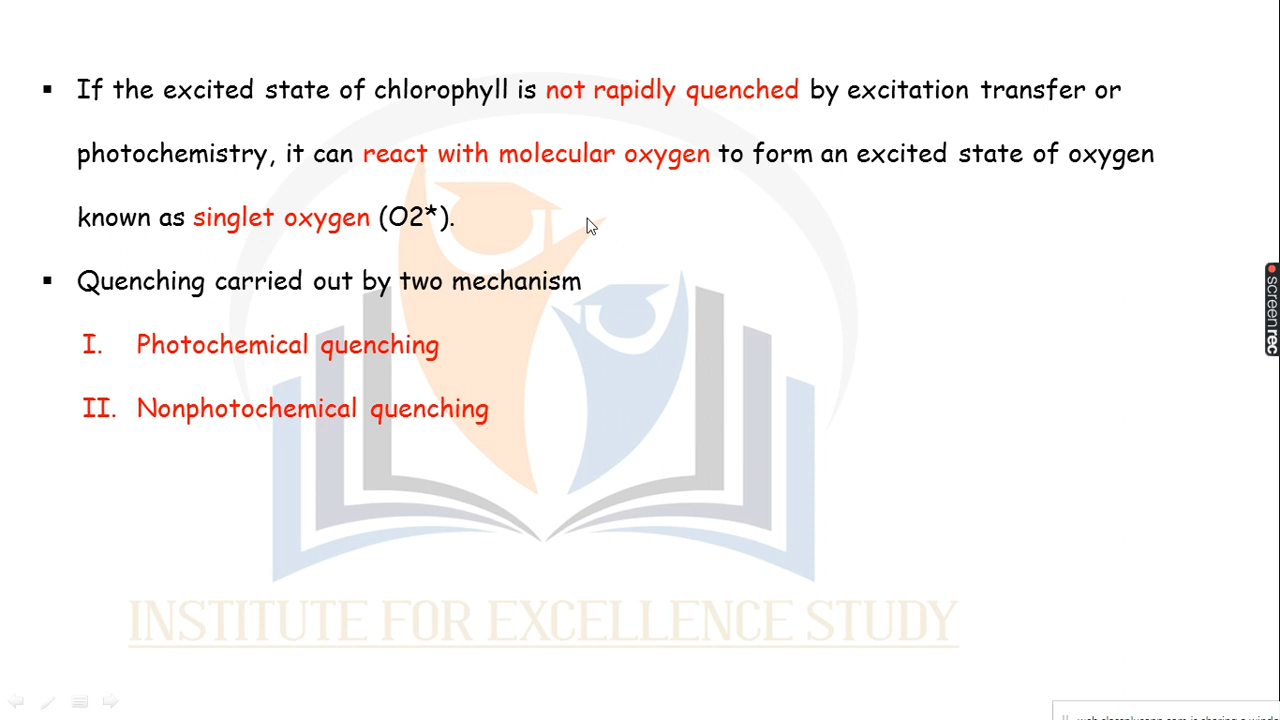 ▪ If the excited state of chlorophyll is not rapidly quenched by excitation transfer or
photochemistry, it can react with molecular oxygen to form an excited state of oxygen
known as singlet oxygen (O2*).
▪ Quenching carried out by two mechanism
I. Photochemical quenching
II. Nonphotochemical quenching
INSTITUTE FOR EXCELLENCE STUDY
screenrec